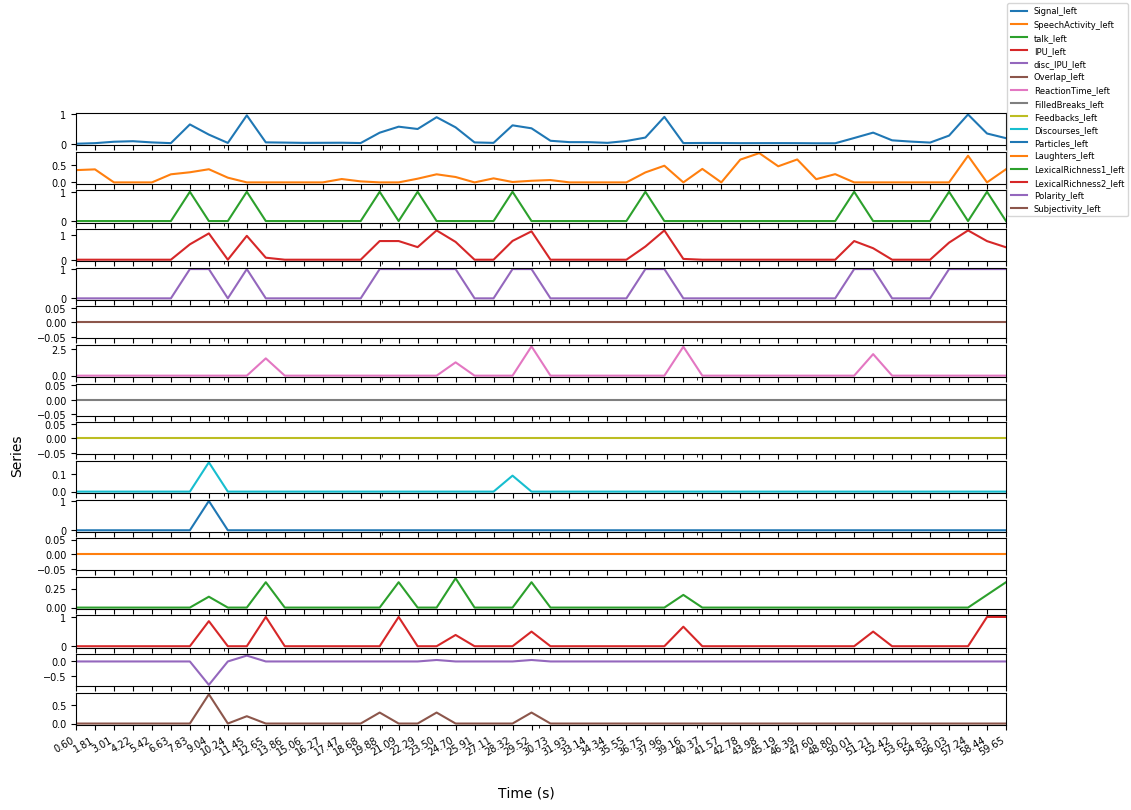 Signal_left
SpeechActivity_left
talk_left
IPU_left
disc_IPU_left
Overlap_left
ReactionTime_left
FilledBreaks_left
Feedbacks_left
Discourses_left
Particles_left
Laughters_left
LexicalRichness1_left
LexicalRichness2_left
Polarity_left
Subjectivity_left
1
0
0.5
0.0
1
0
1
0
1
0
0.05
0.00
−0.05
2.5
0.0
0.05
0.00
−0.05
0.05
0.00
−0.05
0.1
0.0
1
0
0.05
0.00
−0.05
0.25
0.00
1
0
0.0
−0.5
0.5
0.0
Series
0.60 1.81 3.01 4.22 5.42 6.63 7.83 9.04 10.24 11.45 12.65 13.86 15.06 16.27 17.47 18.68 19.88 21.09 22.29 23.50 24.70 25.91 27.11 28.32 29.52 30.73 31.93 33.14 34.34 35.55 36.75 37.96 39.16 40.37 41.57 42.78 43.98 45.19 46.39 47.60 48.80 50.01 51.21 52.42 53.62 54.83 56.03 57.24 58.44 59.65
Time (s)